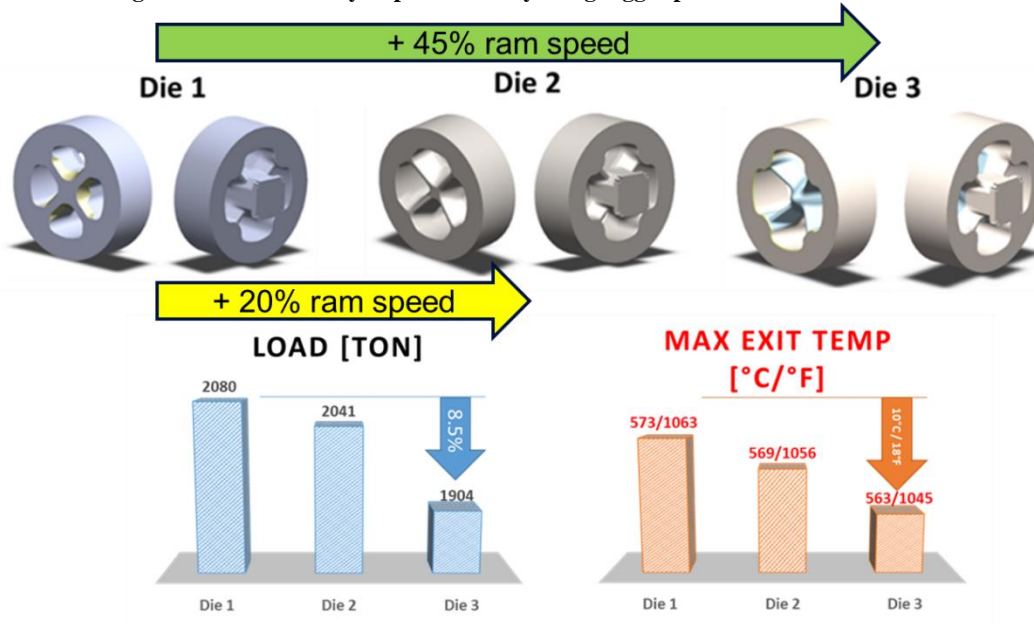 + 45% ram speed
Die 1
Die 2
Die 3
+ 20% ram speed
LOAD [TON]
2080
2041
1904
8.5%
Die 1
Die 2
Die 3
MAX EXIT TEMP
[°C/°F]
573/1063
569/1056
563/1045
10°C/18°F
Die 1
Die 2
Die 3